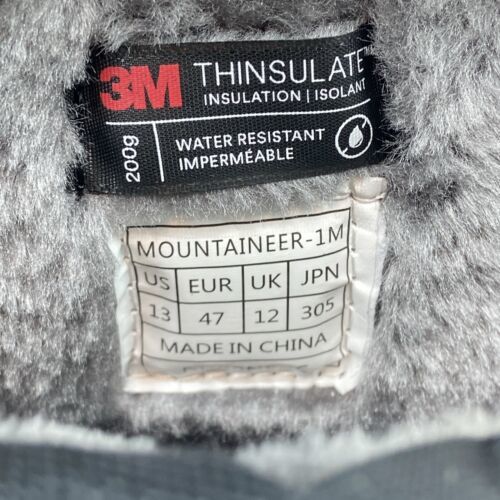 3M THINSULATE™
INSULATION | ISOLANT
200g
WATER RESISTANT
IMPERMÉABLE
MOUNTAINEER-1M
US EUR UK JPN
13 47 12 305
MADE IN CHINA